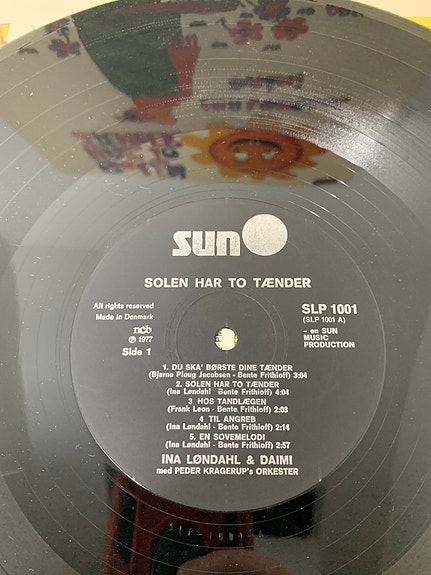 sun
SOLEN HAR TO TÆNDER
All rights reserved
Made in Denmark
ncb
Ⓟ 1977
Side 1
SLP 1001
(SLP 1001 A)
– en SUN
MUSIC
PRODUCTION
1. DU SKA' BØRSTE DINE TÆNDER
(Bjarne Ploug Jacobsen - Bente Frithioff) 3:04
2. SOLEN HAR TO TÆNDER
(Ina Løndahl - Bente Frithioff) 4:04
3 HOS TANDLÆGEN
(Frank Leon - Bente Frithioff) 2:08
4 TIL ANGREB
(Ina Løndahl - Bente Frithioff) 2:14
5. EN SOVEMELODI
(Ina Løndahl - Bente Frithioff) 2:57
INA LØNDAHL & DAIMI
med PEDER KRAGERUP's ORKESTER
SLP-1001-A